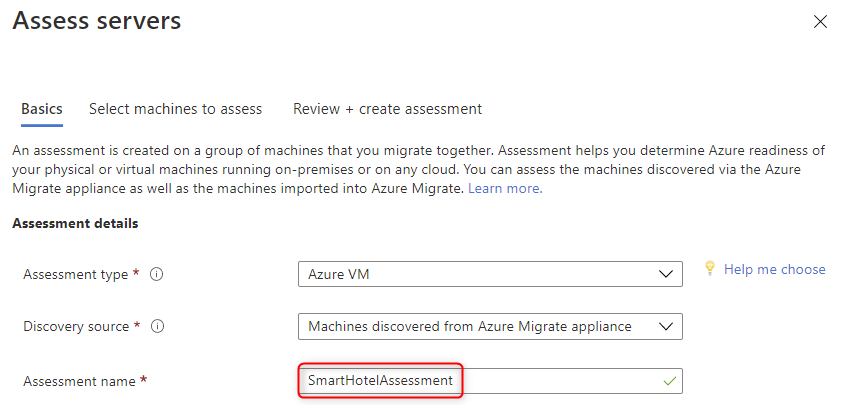 Assess servers
Basics Select machines to assess Review + create assessment
An assessment is created on a group of machines that you migrate together. Assessment helps you determine Azure readiness of
your physical or virtual machines running on-premises or on any cloud. You can assess the machines discovered via the Azure
Migrate appliance as well as the machines imported into Azure Migrate. Learn more.
Assessment details
Assessment type * Azure VM Help me choose
Discovery source * Machines discovered from Azure Migrate appliance
Assessment name * SmartHotelAssessment